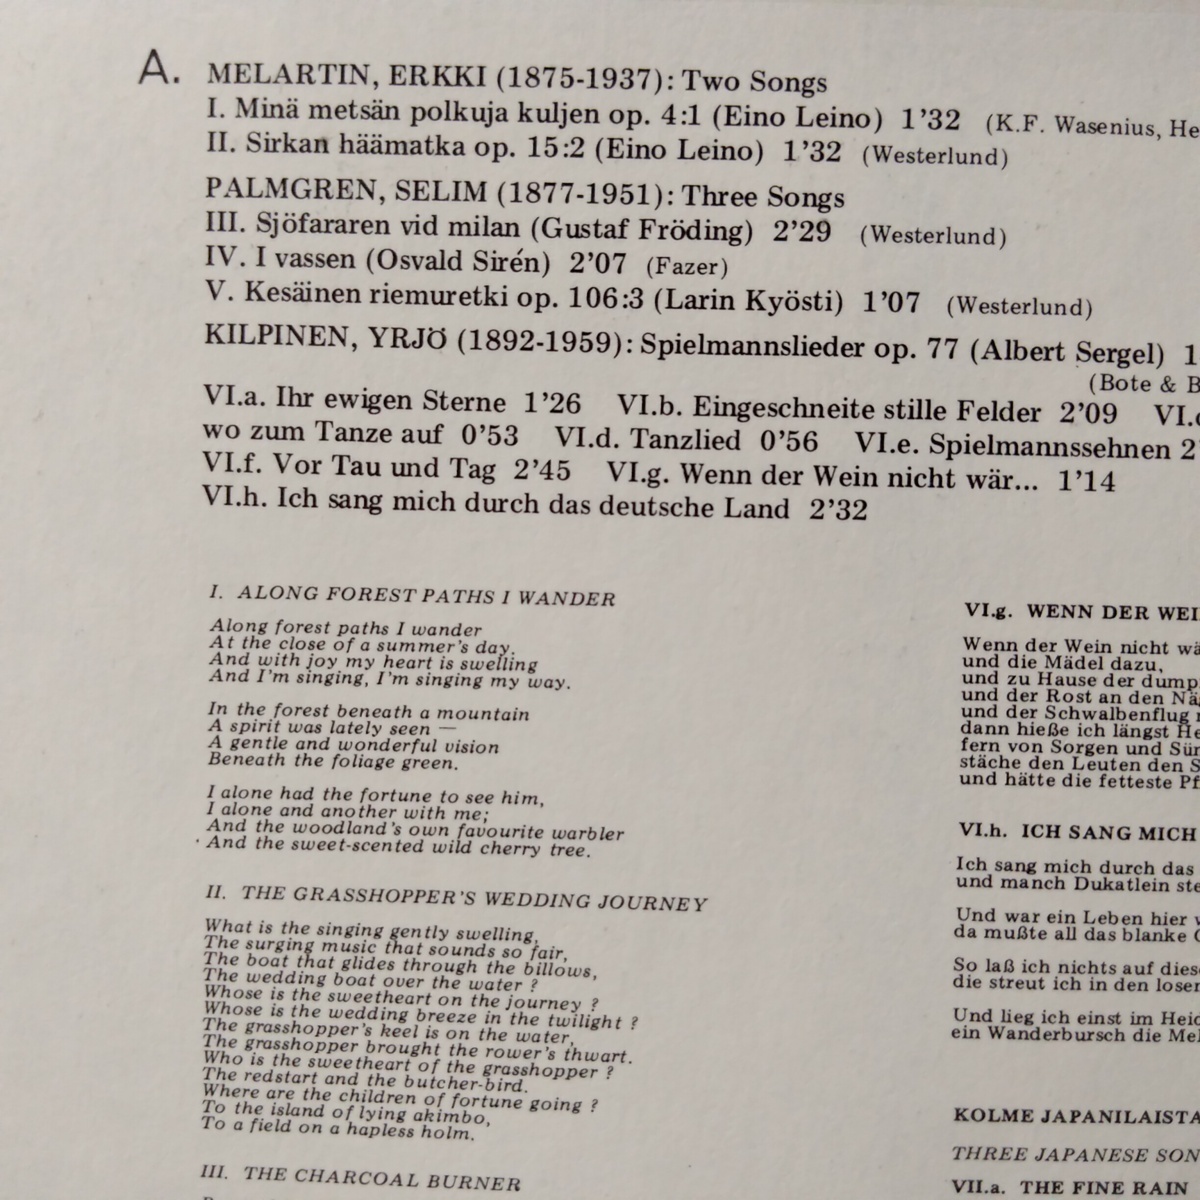 A. MELARTIN, ERKKI (1875-1937): Two Songs
I. Minä metsän polkuja kuljen op. 4:1 (Eino Leino) 1’32 (K.F. Wasenius, He
II. Sirkan häämatka op. 15:2 (Eino Leino) 1’32 (Westerlund)
PALMGREN, SELIM (1877-1951): Three Songs
III. Sjöfararen vid milan (Gustaf Fröding) 2’29 (Westerlund)
IV. I vassen (Osvald Sirén) 2’07 (Fazer)
V. Kesäinen riemuretki op. 106:3 (Larin Kyösti) 1’07 (Westerlund)
KILPINEN, YRJÖ (1892-1959): Spielmannslieder op. 77 (Albert Sergel) 1
(Bote & B
VI.a. Ihr ewigen Sterne 1’26 VI.b. Eingeschneite stille Felder 2’09 VI.c
wo zum Tanze auf 0’53 VI.d. Tanzlied 0’56 VI.e. Spielmannssehnen 2’
VI.f. Vor Tau und Tag 2’45 VI.g. Wenn der Wein nicht wär... 1’14
VI.h. Ich sang mich durch das deutsche Land 2’32
I. ALONG FOREST PATHS I WANDER
Along forest paths I wander
At the close of a summer’s day.
And with joy my heart is swelling
And I’m singing, I’m singing my way.
In the forest beneath a mountain
A spirit was lately seen —
A gentle and wonderful vision
Beneath the foliage green.
I alone had the fortune to see him,
I alone and another with me;
And the woodland’s own favourite warbler
And the sweet-scented wild cherry tree.
II. THE GRASSHOPPER’S WEDDING JOURNEY
What is the singing gently swelling,
The surging music that sounds so fair,
The boat that glides through the billows,
The wedding boat over the water ?
Whose is the sweetheart on the journey ?
Whose is the wedding breeze in the twilight ?
The grasshopper’s keel is on the water,
The grasshopper brought the rower’s thwart.
Who is the sweetheart of the grasshopper ?
The redstart and the butcher-bird.
Where are the children of fortune going ?
To the island of lying akimbo,
To a field on a hapless holm.
III. THE CHARCOAL BURNER
VI.g. WENN DER WEI
Wenn der Wein nicht wä
und die Mädel dazu,
und zu Hause der dump
und der Rost an den Nä
und der Schwalbenflug
dann hieße ich längst He
fern von Sorgen und Sün
stäche den Leuten den S
und hätte die fetteste Pf
VI.h. ICH SANG MICH
Ich sang mich durch das
und manch Dukatlein ste
Und war ein Leben hier
da mußte all das blanke
So laß ich nichts auf dies
die streut ich in den losen
Und lieg ich einst im Heid
ein Wanderbursch die Mel
KOLME JAPANILAISTA
THREE JAPANESE SON
VII.a. THE FINE RAIN